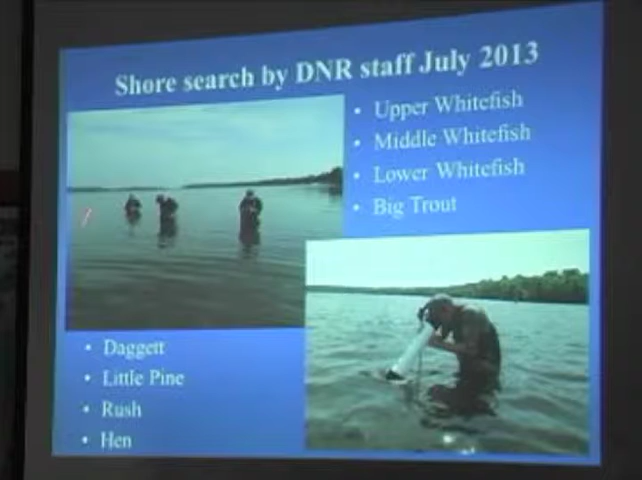 Shore search by DNR staff July 2013
• Upper Whitefish
• Middle Whitefish
• Lower Whitefish
• Big Trout
• Daggett
• Little Pine
• Rush
• Hen